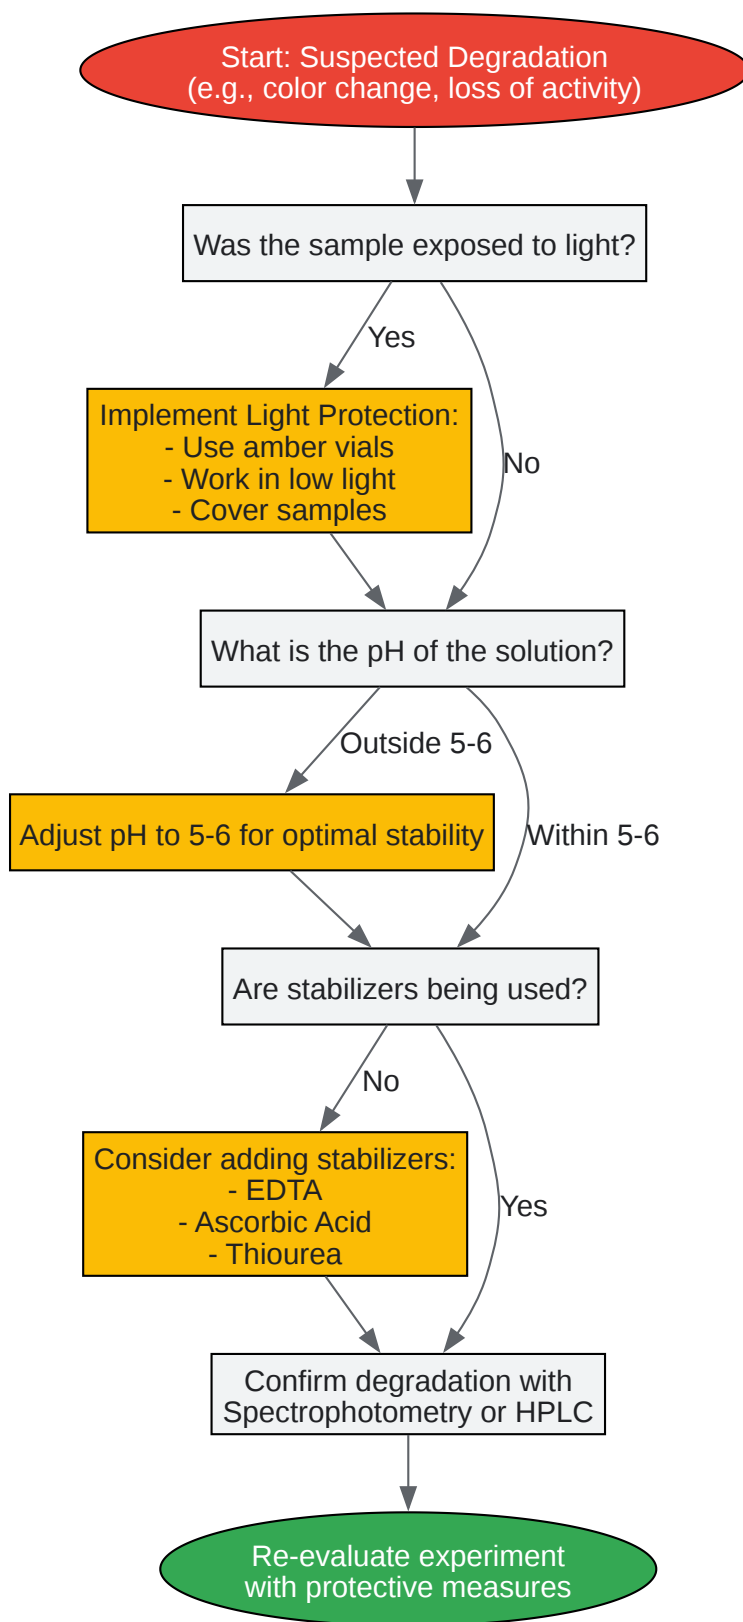 Start: Suspected Degradation
(e.g., color change, loss of activity)
Was the sample exposed to light?
Yes
Implement Light Protection:
- Use amber vials
- Work in low light
- Cover samples
No
What is the pH of the solution?
Outside 5-6
Adjust pH to 5-6 for optimal stability
Within 5-6
Are stabilizers being used?
No
Consider adding stabilizers:
- EDTA
- Ascorbic Acid
- Thiourea
Yes
Confirm degradation with
Spectrophotometry or HPLC
Re-evaluate experiment
with protective measures